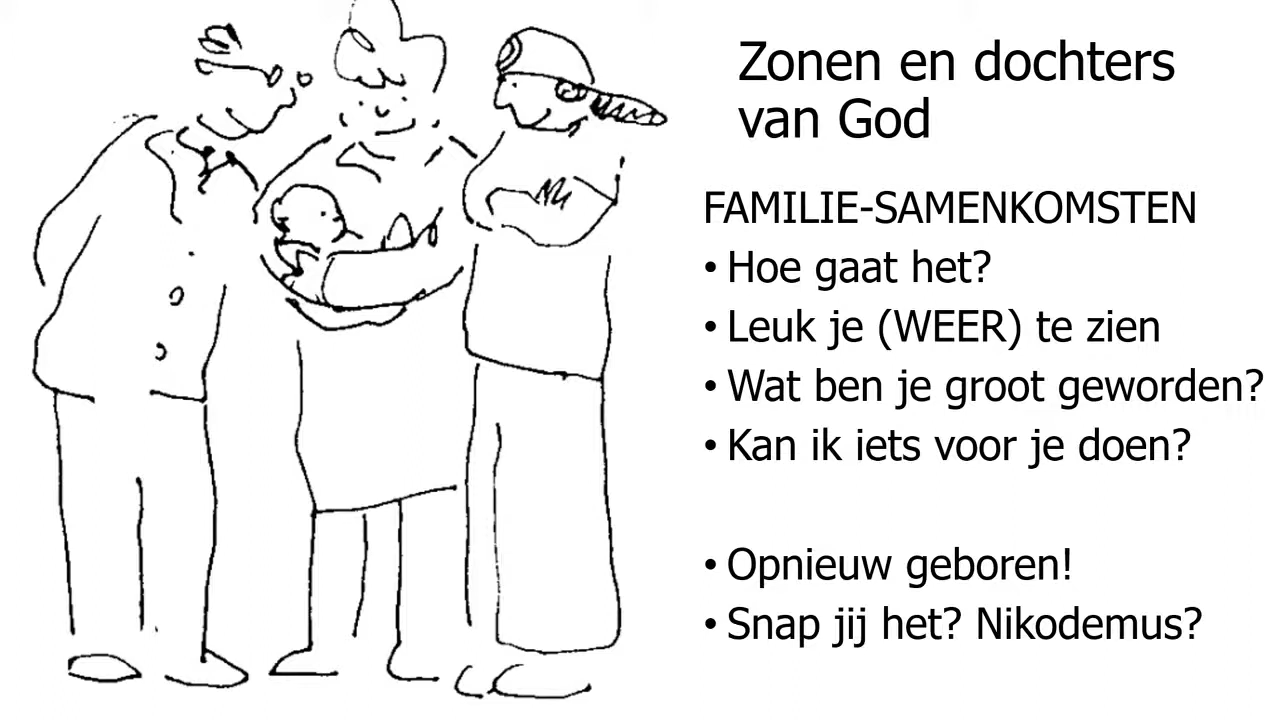 Zonen en dochters
van God
FAMILIE-SAMENKOMSTEN
• Hoe gaat het?
• Leuk je (WEER) te zien
• Wat ben je groot geworden?
• Kan ik iets voor je doen?
• Opnieuw geboren!
• Snap jij het? Nikodemus?